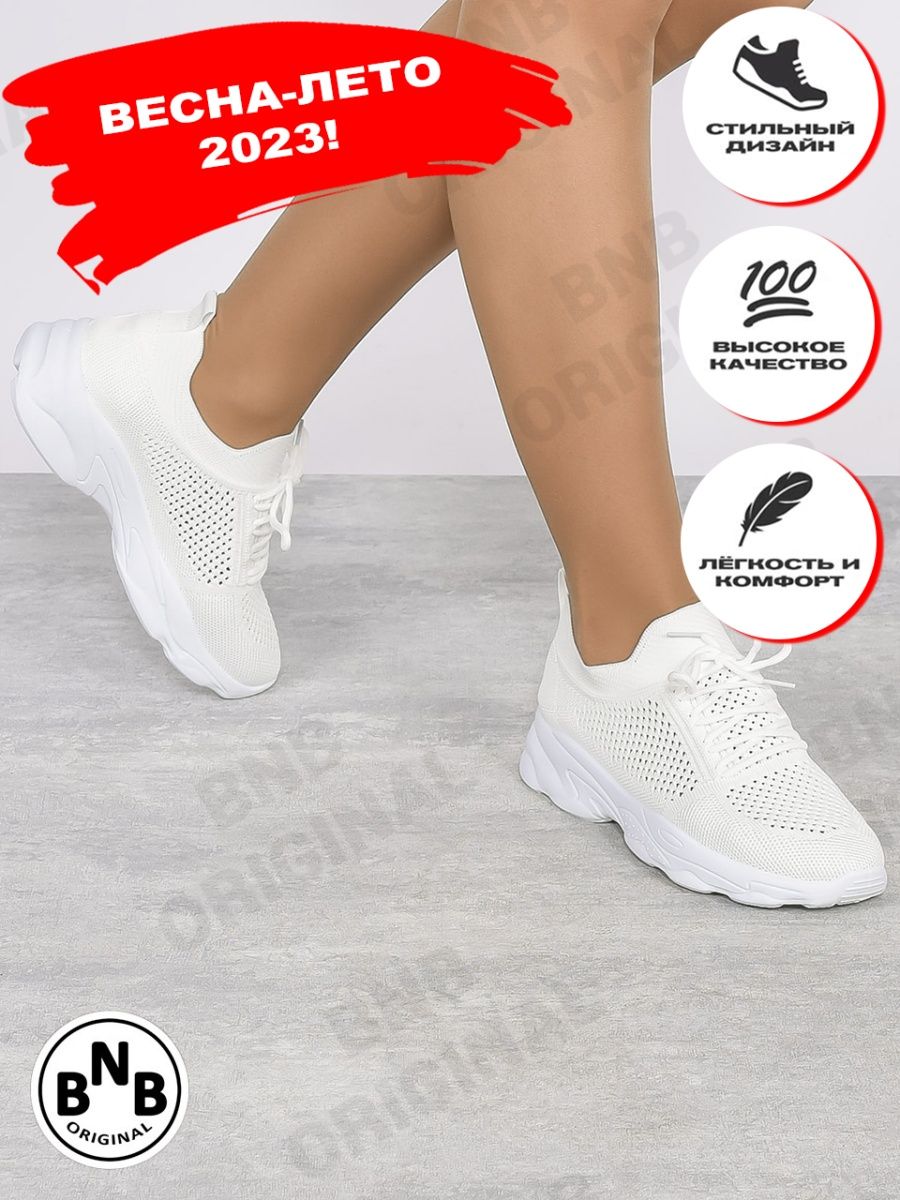 ВЕСНА-ЛЕТО
2023!
СТИЛЬНЫЙ
ДИЗАЙН
100
ВЫСОКОЕ
КАЧЕСТВО
ЛЁГКОСТЬ И
КОМФОРТ
BNB
ORIGINAL
BNB
ORIGINAL
BNB
ORIGINAL
BNB
ORIGINAL
BNB
ORIGINAL